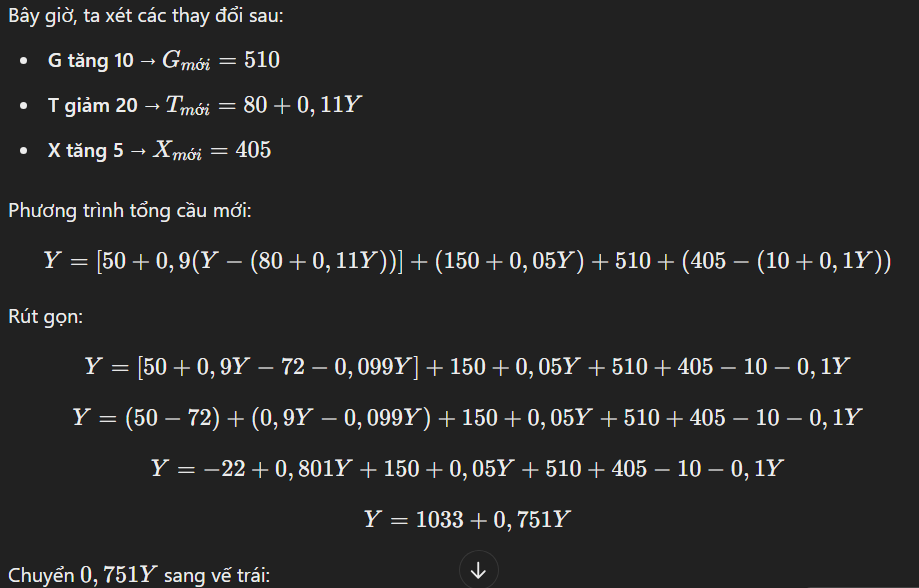 Bây giờ, ta xét các thay đổi sau:
• G tăng 10 → G_mới = 510
• T giảm 20 → T_mới = 80 + 0,11Y
• X tăng 5 → X_mới = 405
Phương trình tổng cầu mới:
Y = [50 + 0,9(Y − (80 + 0,11Y))] + (150 + 0,05Y) + 510 + (405 − (10 + 0,1Y))
Rút gọn:
Y = [50 + 0,9Y − 72 − 0,099Y] + 150 + 0,05Y + 510 + 405 − 10 − 0,1Y
Y = (50 − 72) + (0,9Y − 0,099Y) + 150 + 0,05Y + 510 + 405 − 10 − 0,1Y
Y = −22 + 0,801Y + 150 + 0,05Y + 510 + 405 − 10 − 0,1Y
Y = 1033 + 0,751Y
Chuyển 0,751Y sang vế trái: